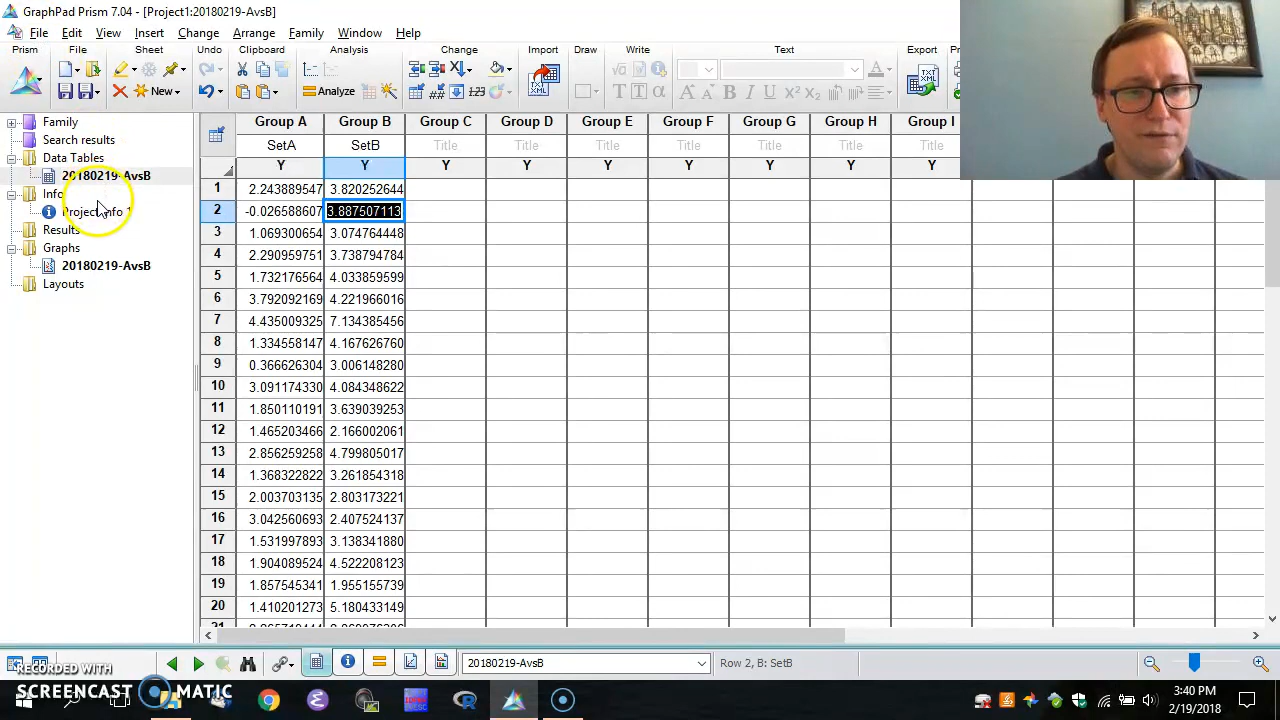 GraphPad Prism 7.04 - [Project1:20180219-AvsB]
File Edit View Insert Change Arrange Family Window Help
Prism File Sheet Undo Clipboard Analysis Change Import Draw Write Text Export
New Analyze
Family
Search results
Data Tables
20180219-AvsB
Info
Project info 1
Results
Graphs
20180219-AvsB
Layouts
Group A Group B Group C Group D Group E Group F Group G Group H Group I
SetA SetB Title Title Title Title Title Title
Y Y Y Y Y Y Y Y Y
1 2.243889547 3.820252644
2 -0.026588607 3.887507113
3 1.069300654 3.074764448
4 2.290959751 3.738794784
5 1.732176564 4.033859599
6 3.792092169 4.221966016
7 4.435009325 7.134385456
8 1.334558147 4.167626760
9 0.366626304 3.006148280
10 3.091174330 4.084348622
11 1.850110191 3.639039253
12 1.465203466 2.166002061
13 2.856259258 4.799805017
14 1.368322822 3.261854318
15 2.003703135 2.803173221
16 3.042560693 2.407524137
17 1.531997893 3.138341880
18 1.904089524 4.522208123
19 1.857545341 1.955155739
20 1.410201273 5.180433149
20180219-AvsB Row 2, B: SetB
RECORDED WITH
SCREENCAST MATIC
3:40 PM
2/19/2018